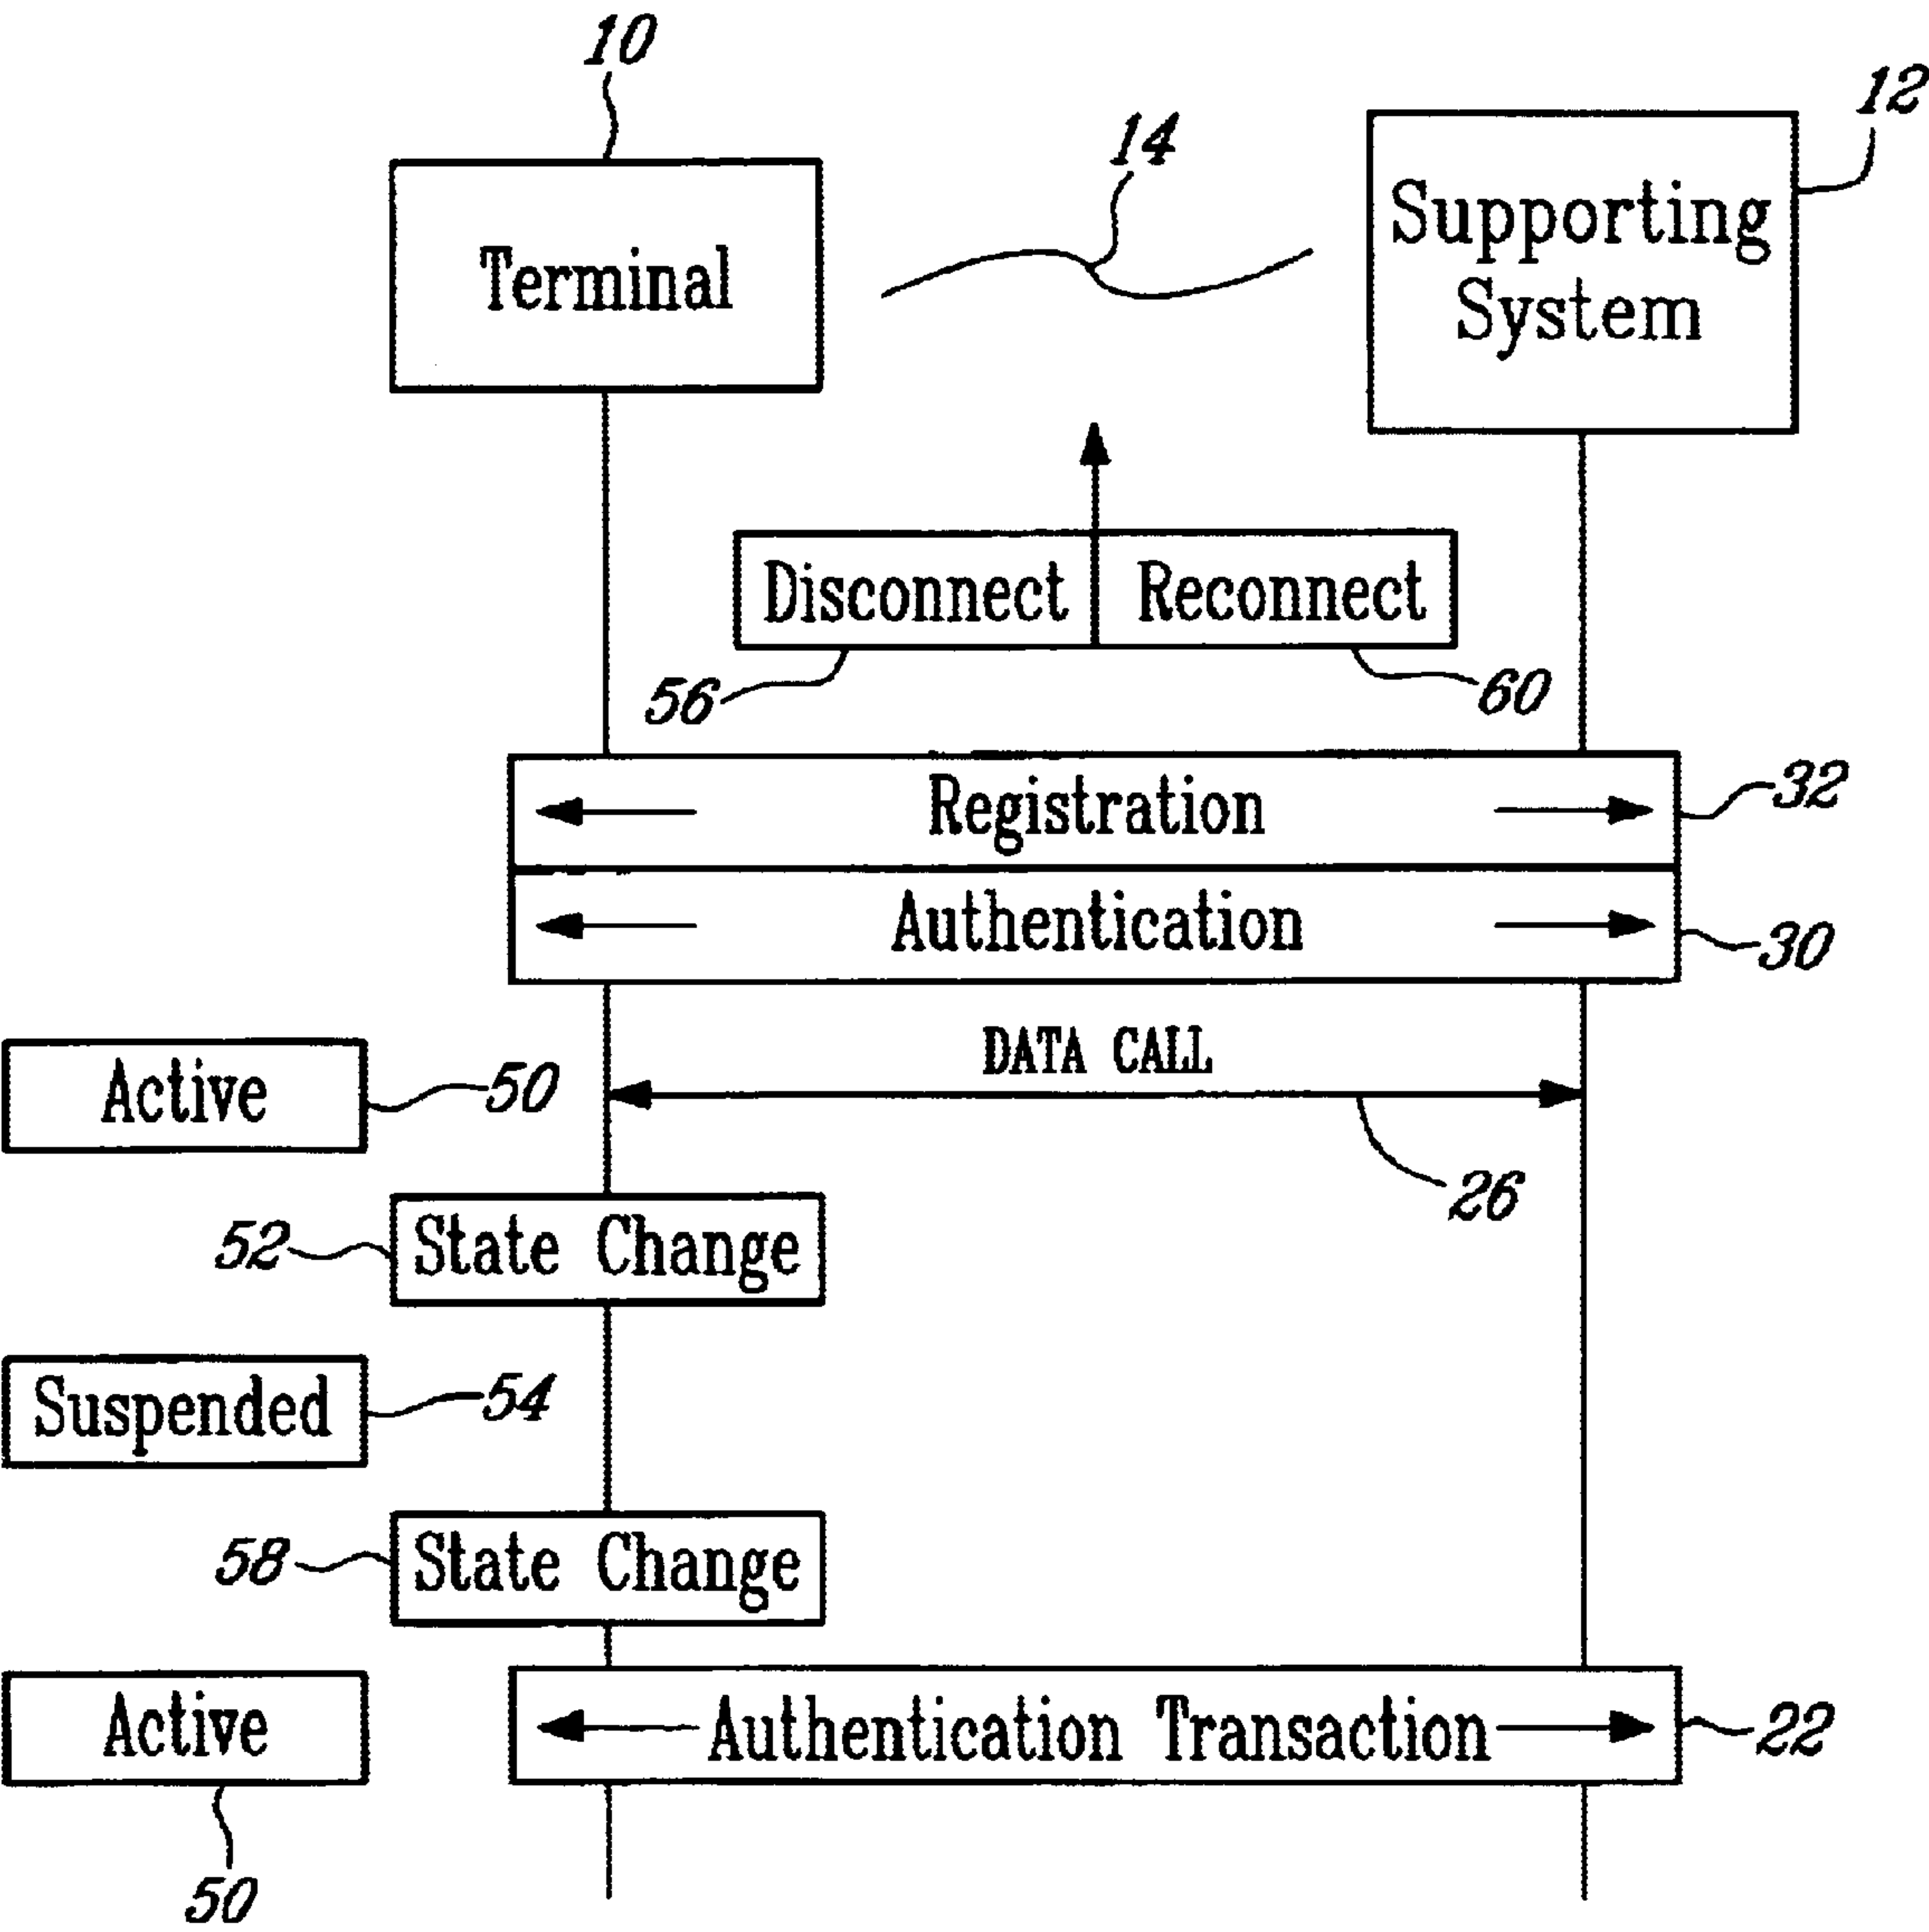 10
12
14
Terminal
Supporting
System
Disconnect
Reconnect
56
60
Registration
32
Authentication
30
Active
50
DATA CALL
26
52
State Change
Suspended
54
58
State Change
Active
Authentication Transaction
22
50